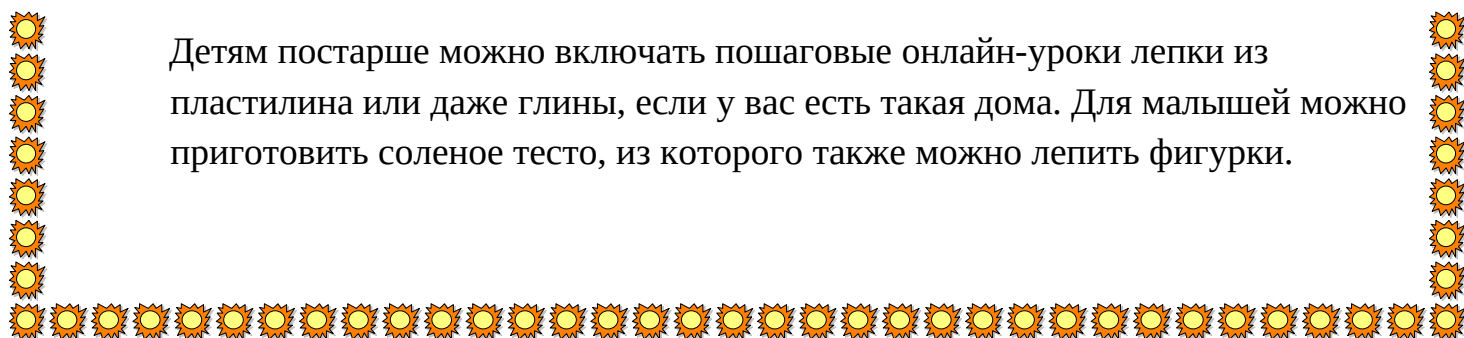 Детям постарше можно включать пошаговые онлайн-уроки лепки из
пластилина или даже глины, если у вас есть такая дома. Для малышей можно
приготовить соленое тесто, из которого также можно лепить фигурки.